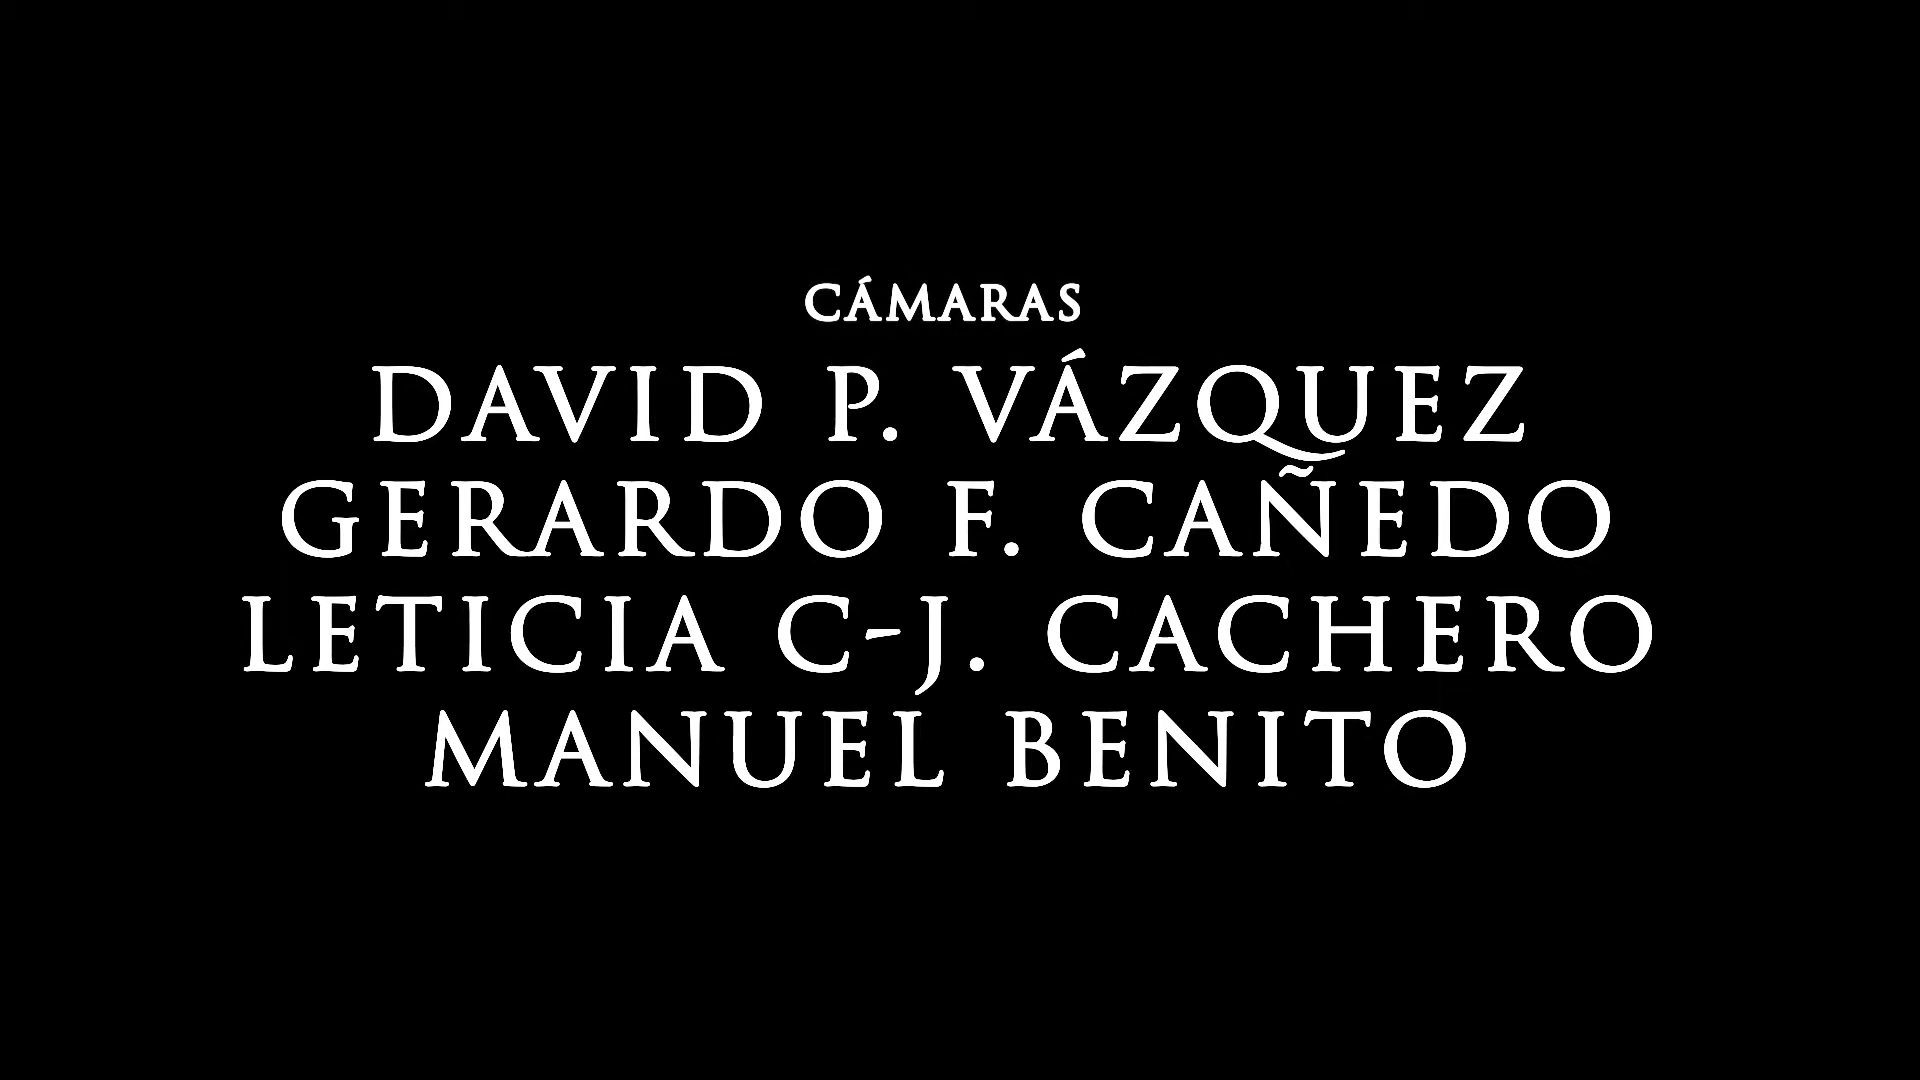 CÁMARAS
DAVID P. VÁZQUEZ
GERARDO F. CAÑEDO
LETICIA C-J. CACHERO
MANUEL BENITO